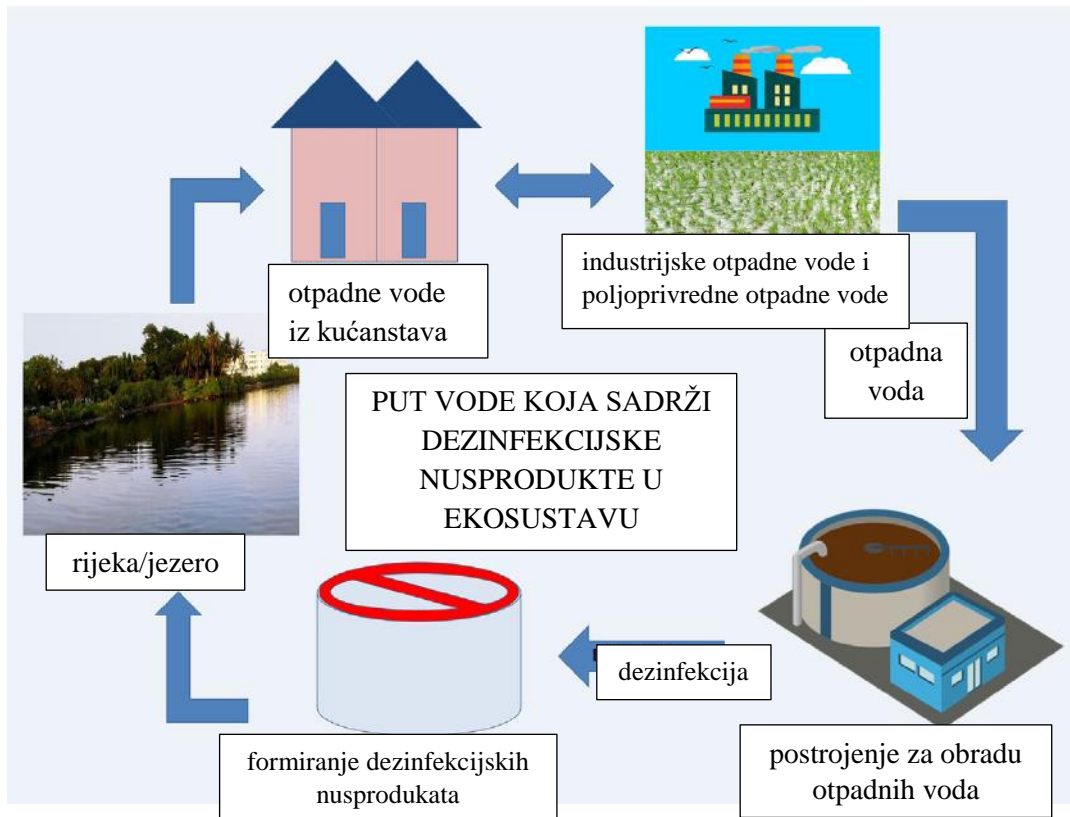 otpadne vode
iz kućanstava
industrijske otpadne vode i
poljoprivredne otpadne vode
otpadna
voda
PUT VODE KOJA SADRŽI
DEZINFEKCIJSKE
NUSPRODUKTE U
EKOSUSTAVU
rijeka/jezero
dezinfekcija
formiranje dezinfekcijskih
nusprodukata
postrojenje za obradu
otpadnih voda